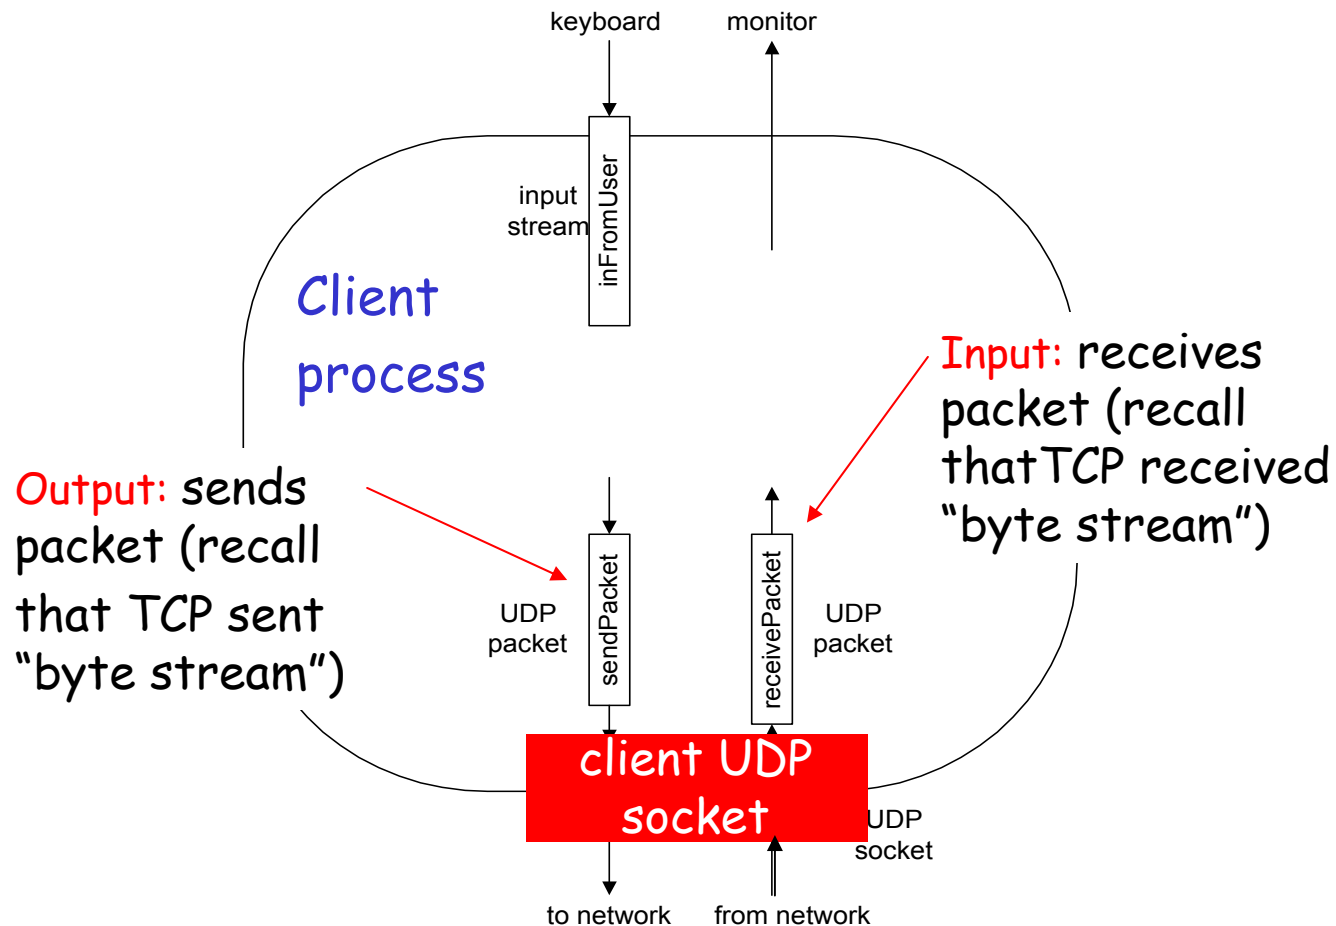 keyboard
monitor
input
stream
inFromUser
Client
process
Input: receives
packet (recall
thatTCP received
“byte stream”)
Output: sends
packet (recall
that TCP sent
“byte stream”)
UDP
packet
sendPacket
receivePacket
UDP
packet
client UDP
socket
UDP
socket
to network
from network